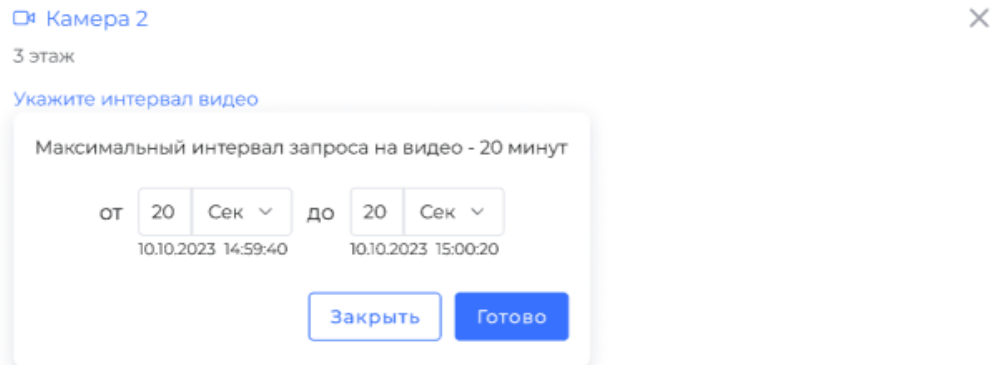 Камера 2
3 этаж
Укажите интервал видео
Максимальный интервал запроса на видео - 20 минут
от 20 Сек до 20 Сек
10.10.2023 14:59:40 10.10.2023 15:00:20
Закрыть Готово